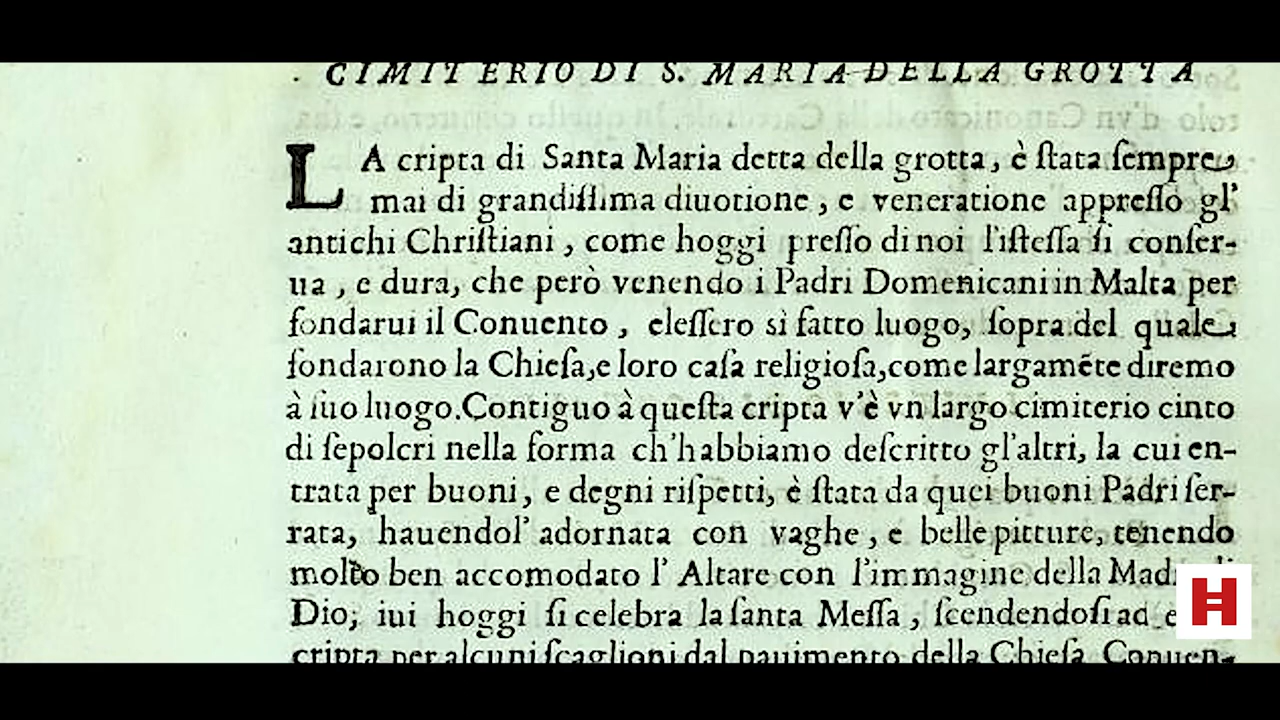 CIMITERIO DI S. MARIA DELLA GROTTA
LA cripta di Santa Maria detta della grotta, è ſtata ſempre
mai di grandiſſima diuotione, e veneratione appreſſo gl'
antichi Chriſtiani, come hoggi preſſo di noi l'iſteſſa ſi conſer-
ua, e dura, che però venendo i Padri Domenicani in Malta per
fondarui il Conuento, eleſſero sì fatto luogo, ſopra del quale
fondarono la Chieſa, e loro caſa religioſa, come largamẽte diremo
à ſuo luogo. Contiguo à queſta cripta v'è vn largo cimiterio cinto
di ſepolcri nella forma ch'habbiamo deſcritto gl'altri, la cui en-
trata per buoni, e degni riſpetti, è ſtata da quei buoni Padri ſer-
rata, hauendol' adornata con vaghe, e belle pitture, tenendo
molto ben accomodato l' Altare con l'immagine della Madre di
Dio; iui hoggi ſi celebra la ſanta Meſſa, ſcendendoſi ad
cripta per alcuni ſcaglioni dal pauimento della Chieſa Conuen-
H